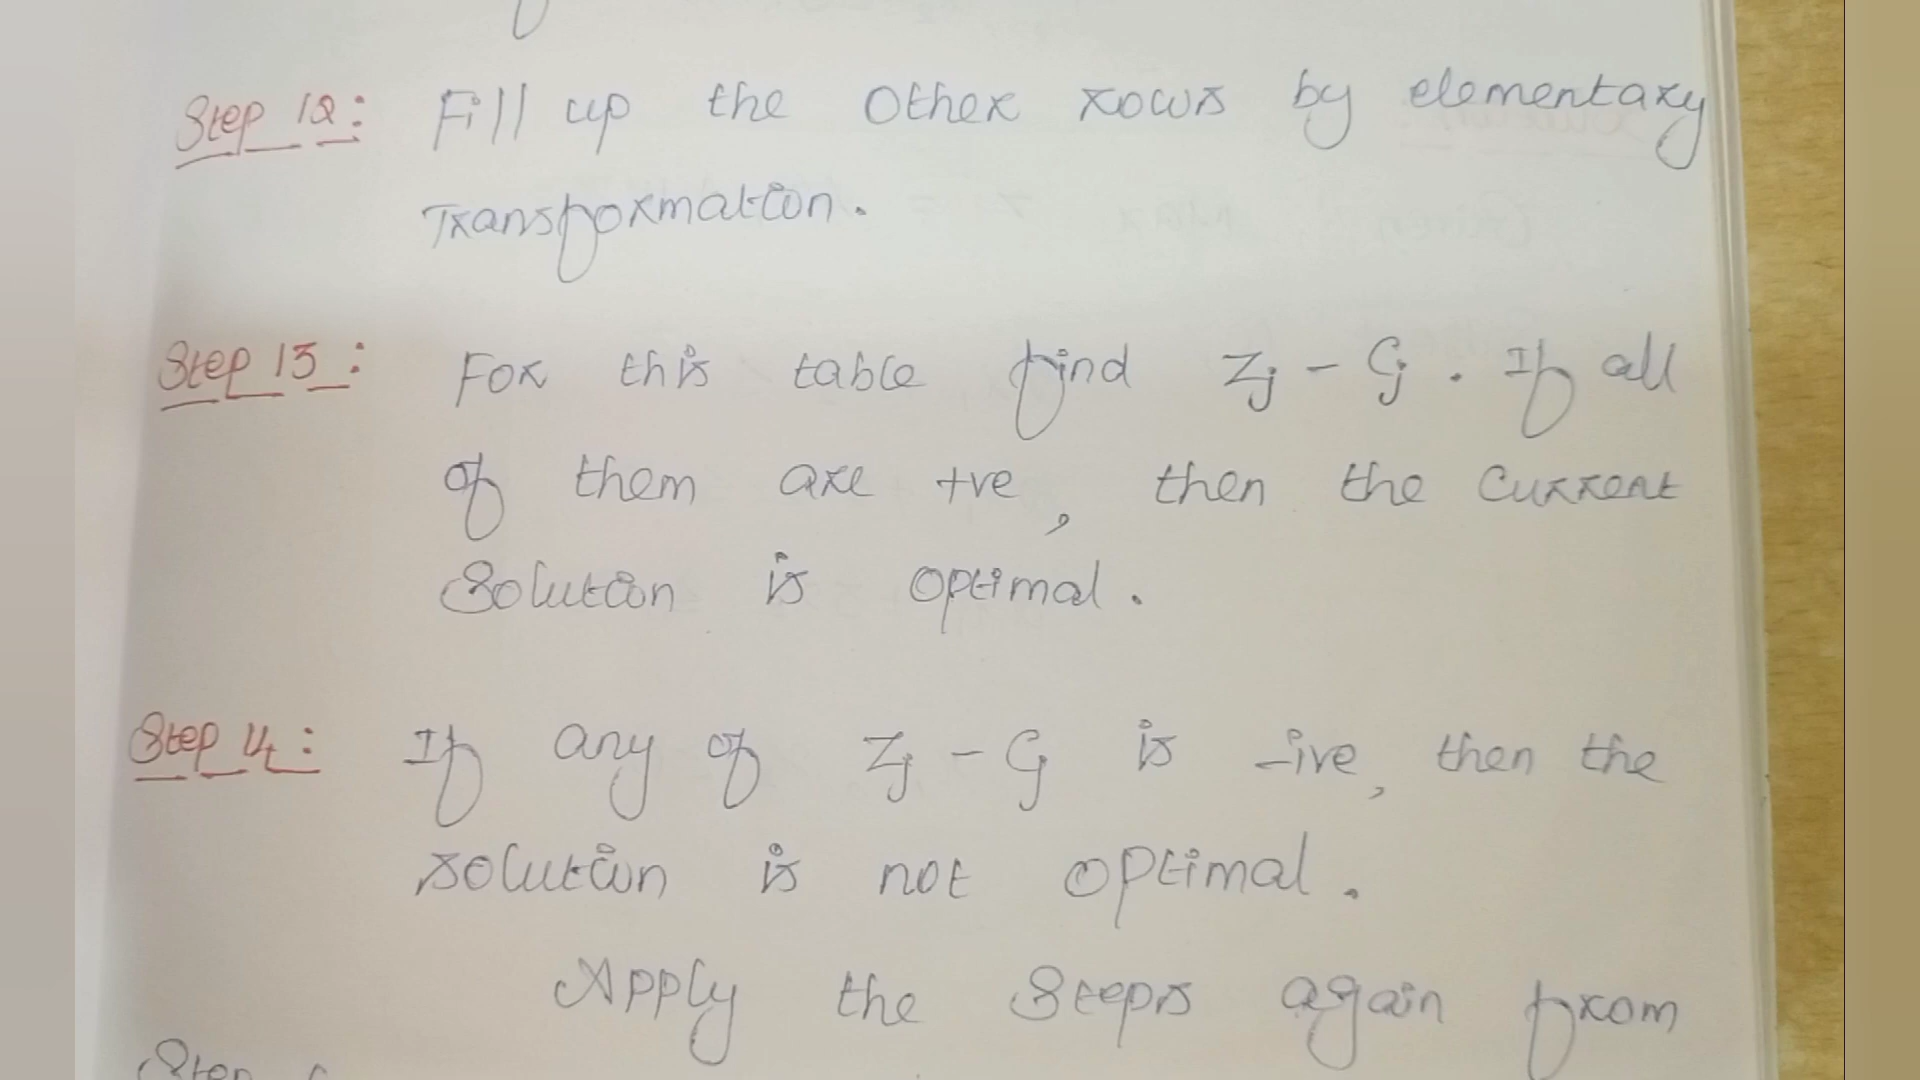 Step 12: Fill up the Other rows by elementary
Transformation.
Step 13: For this table find Zj - Cj. If all
of them are +ve, then the Current
Solution is Optimal.
Step 14: If any of Zj - Cj is -ive, then the
solution is not optimal.
Apply the Steps again from
Step